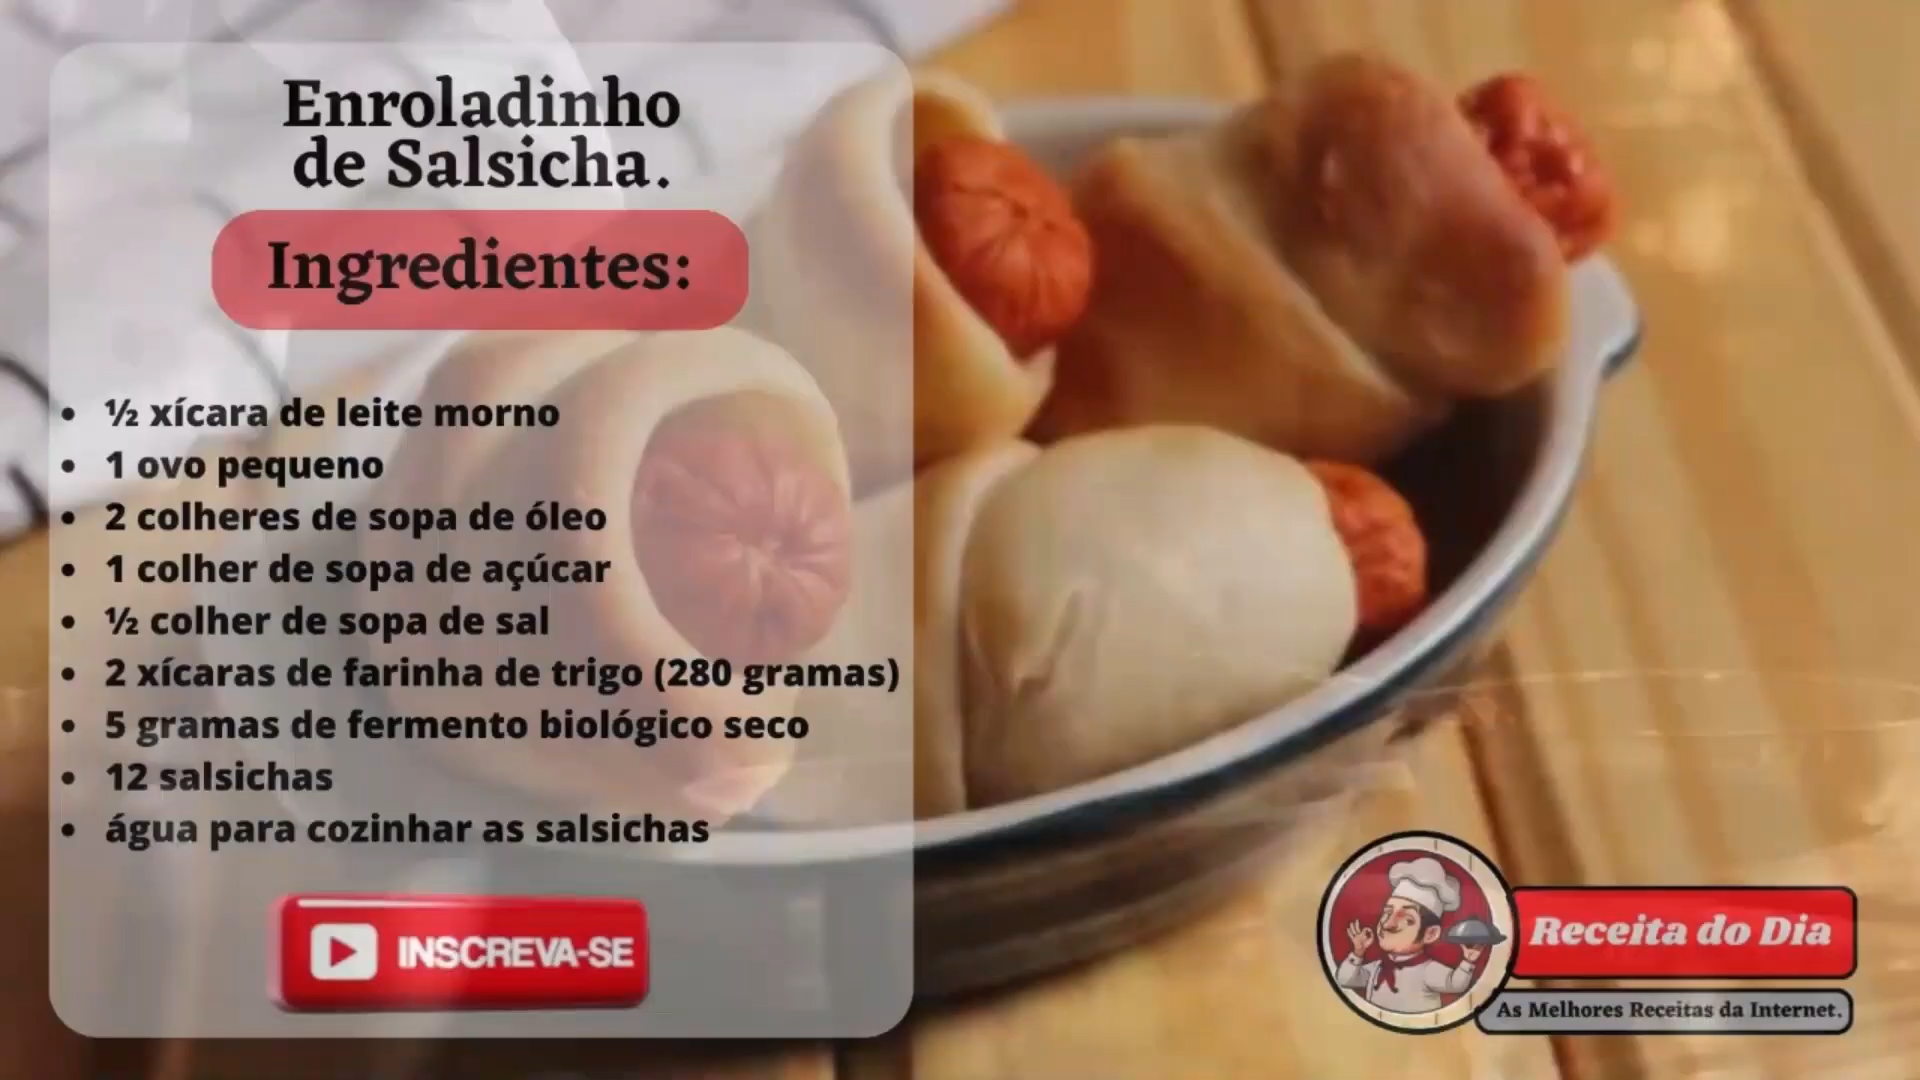 Enroladinho
de Salsicha.
Ingredientes:
• ½ xícara de leite morno
• 1 ovo pequeno
• 2 colheres de sopa de óleo
• 1 colher de sopa de açúcar
• ½ colher de sopa de sal
• 2 xícaras de farinha de trigo (280 gramas)
• 5 gramas de fermento biológico seco
• 12 salsichas
• água para cozinhar as salsichas
INSCREVA-SE
Receita do Dia
As Melhores Receitas da Internet.